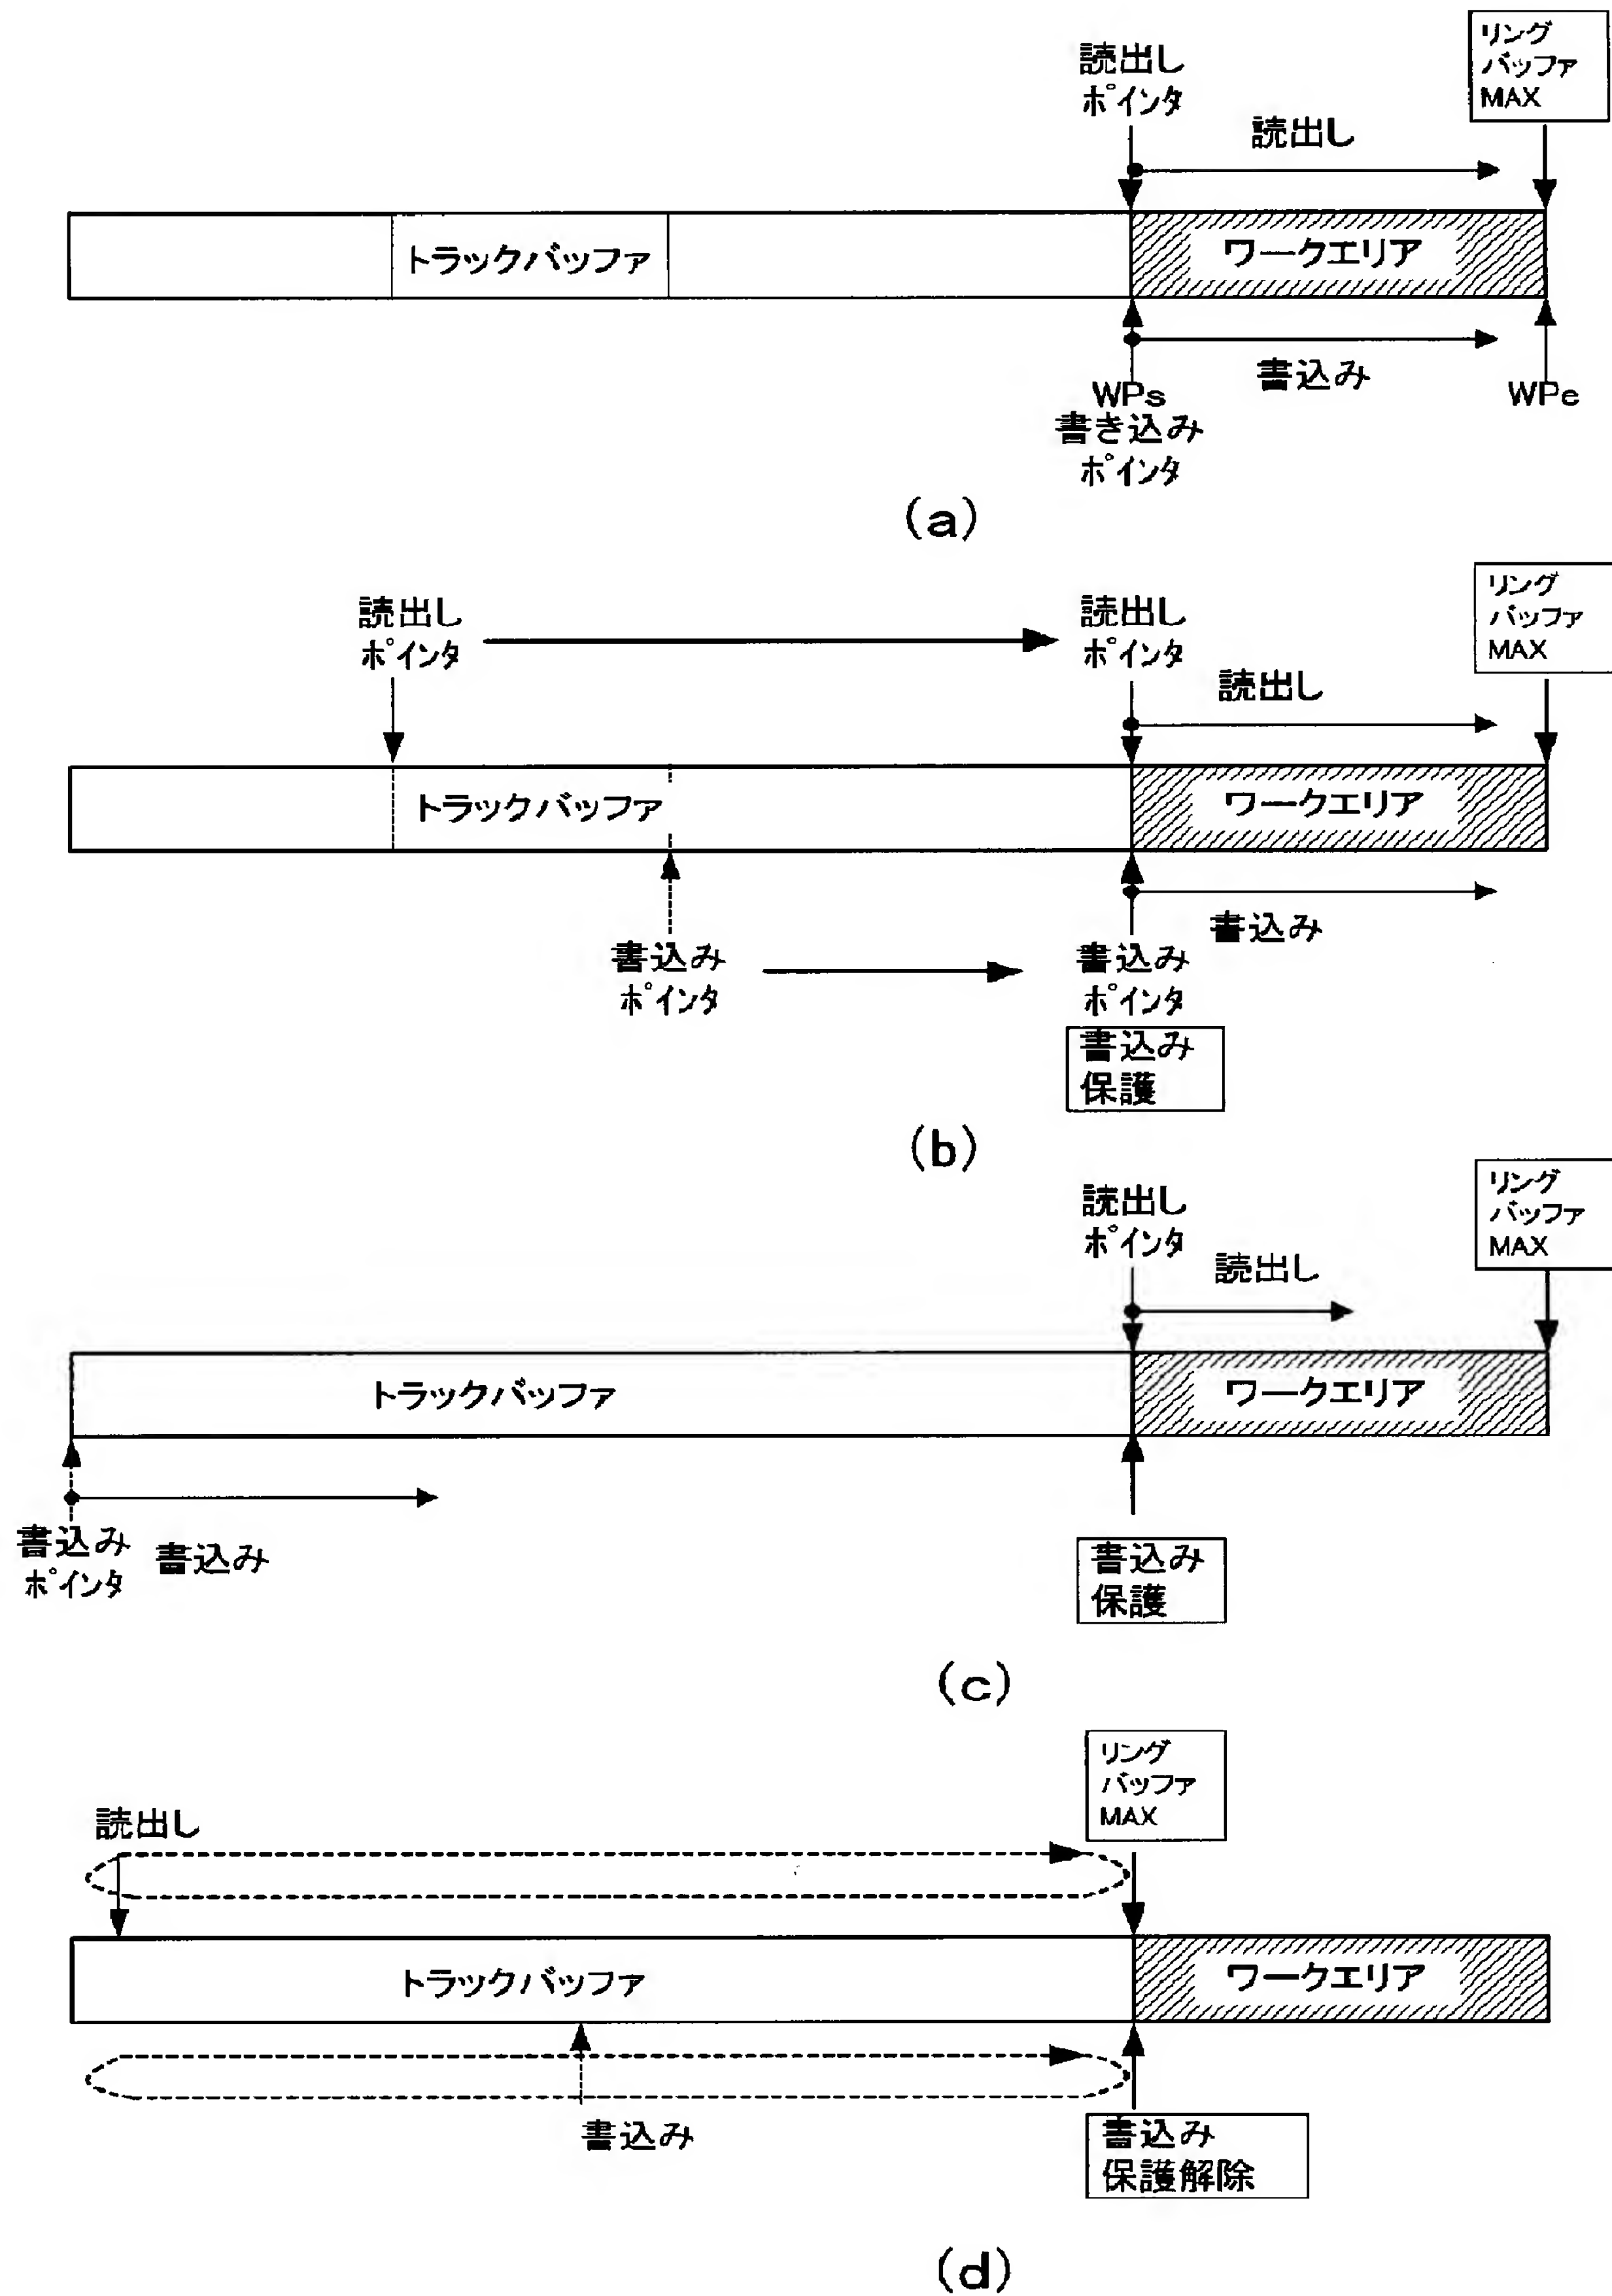 リング
バッファ
MAX
読出し
ポインタ
読出し
トラックバッファ
ワークエリア
書込み
WPs
WPe
書き込み
ポインタ
(a)
リング
バッファ
MAX
読出し
ポインタ
読出し
ポインタ
読出し
トラックバッファ
ワークエリア
書込み
書込み
ポインタ
書込み
ポインタ
書込み
保護
(b)
リング
バッファ
MAX
読出し
ポインタ
読出し
トラックバッファ
ワークエリア
書込み
ポインタ
書込み
書込み
保護
(c)
リング
バッファ
MAX
読出し
トラックバッファ
ワークエリア
書込み
書込み
保護解除
(d)